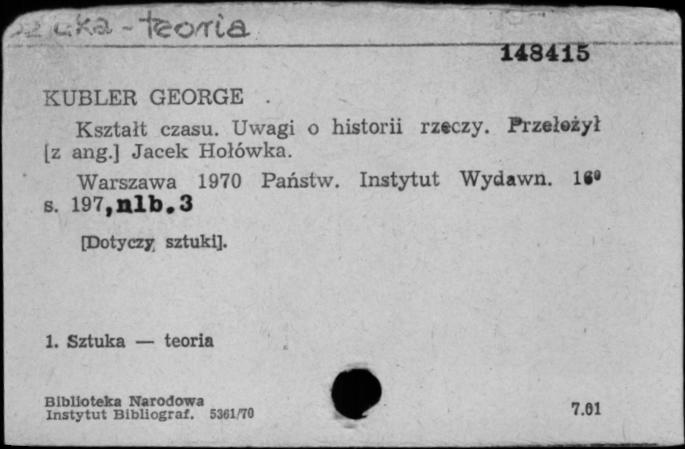 Sztuka - teoria
148415
KUBLER GEORGE .
Kształt czasu. Uwagi o historii rzeczy. Przełożył
[z ang.] Jacek Hołówka.
Warszawa 1970 Państw. Instytut Wydawn. 16°
s. 197, nlb. 3
[Dotyczy sztuki].
1. Sztuka — teoria
Biblioteka Narodowa
Instytut Bibliograf. 5361/70
7.01